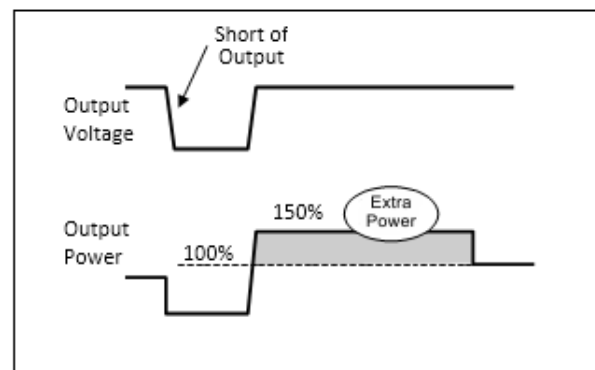 Short of
Output
Output
Voltage
150%
Extra
Power
Output
Power
100%